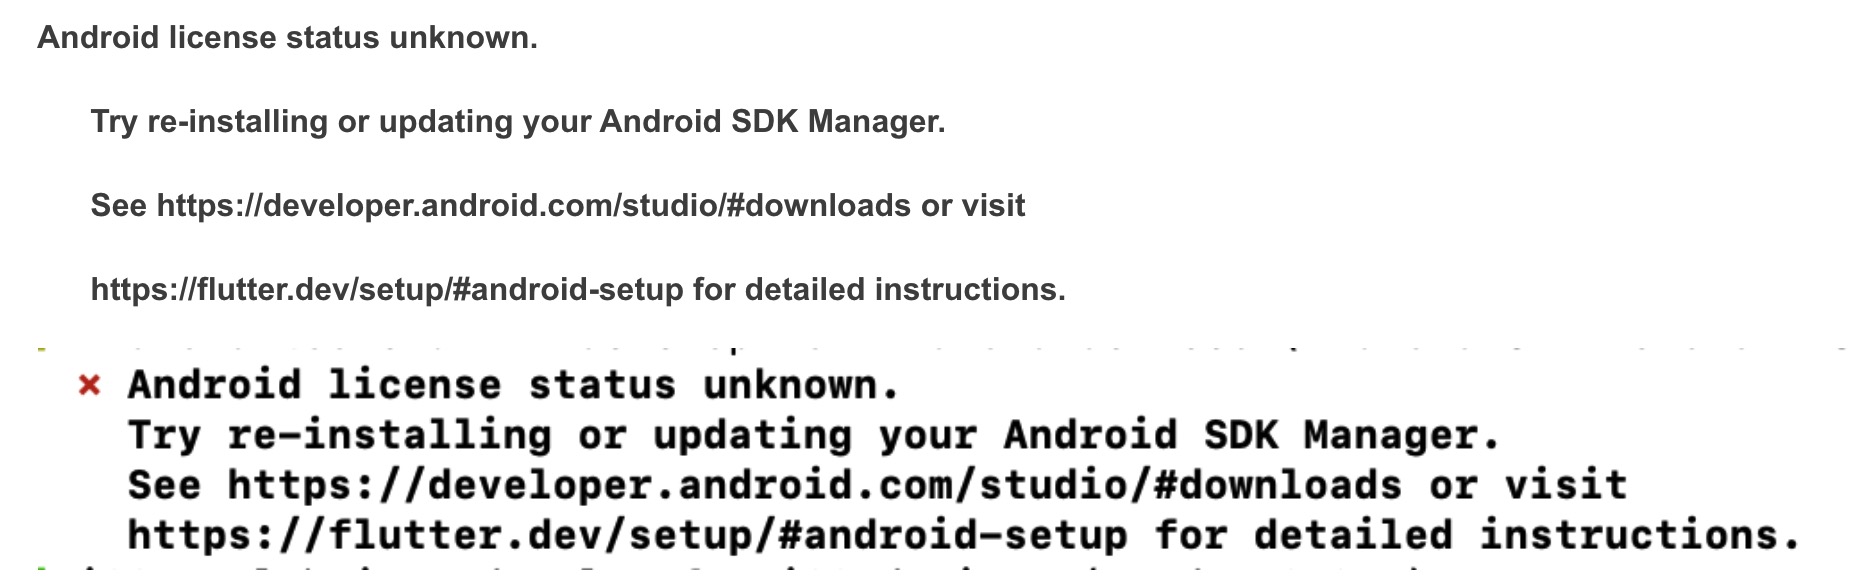 Android license status unknown.
Try re-installing or updating your Android SDK Manager.
See https://developer.android.com/studio/#downloads or visit
https://flutter.dev/setup/#android-setup for detailed instructions.
× Android license status unknown.
Try re-installing or updating your Android SDK Manager.
See https://developer.android.com/studio/#downloads or visit
https://flutter.dev/setup/#android-setup for detailed instructions.